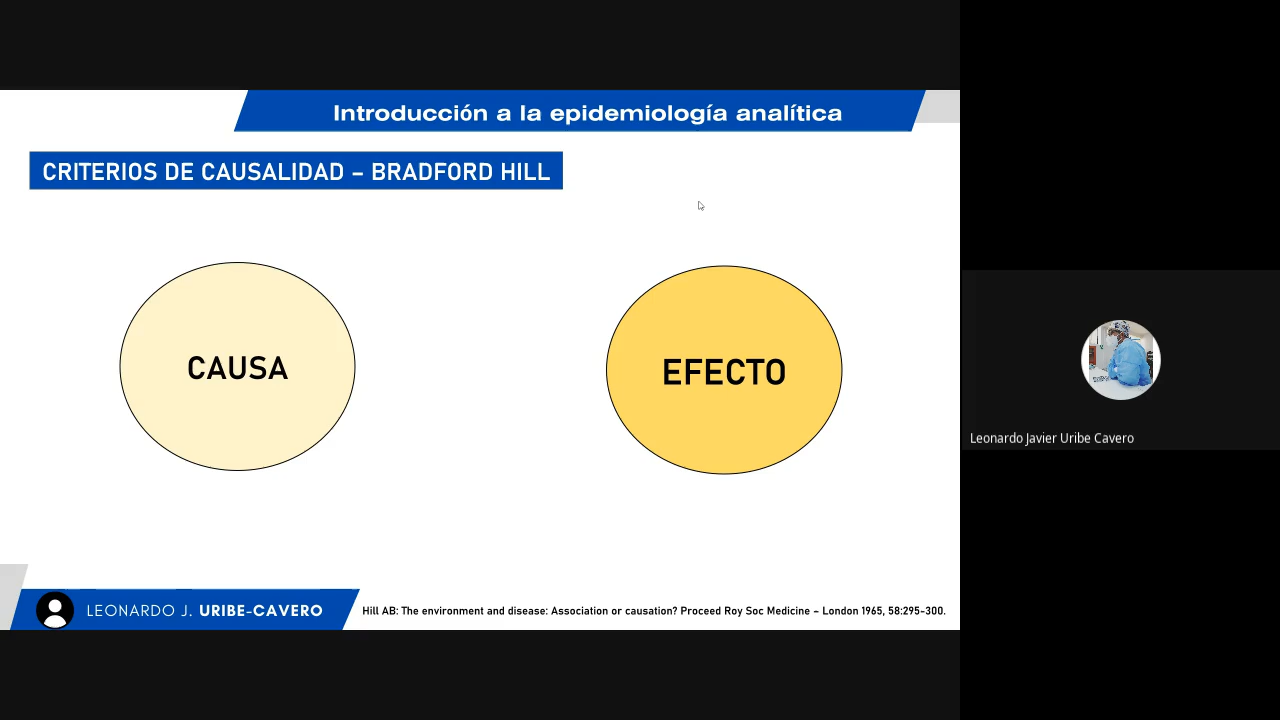 Introducción a la epidemiología analítica
CRITERIOS DE CAUSALIDAD – BRADFORD HILL
CAUSA
EFECTO
Leonardo Javier Uribe Cavero
LEONARDO J. URIBE-CAVERO
Hill AB: The environment and disease: Association or causation? Proceed Roy Soc Medicine – London 1965, 58:295-300.